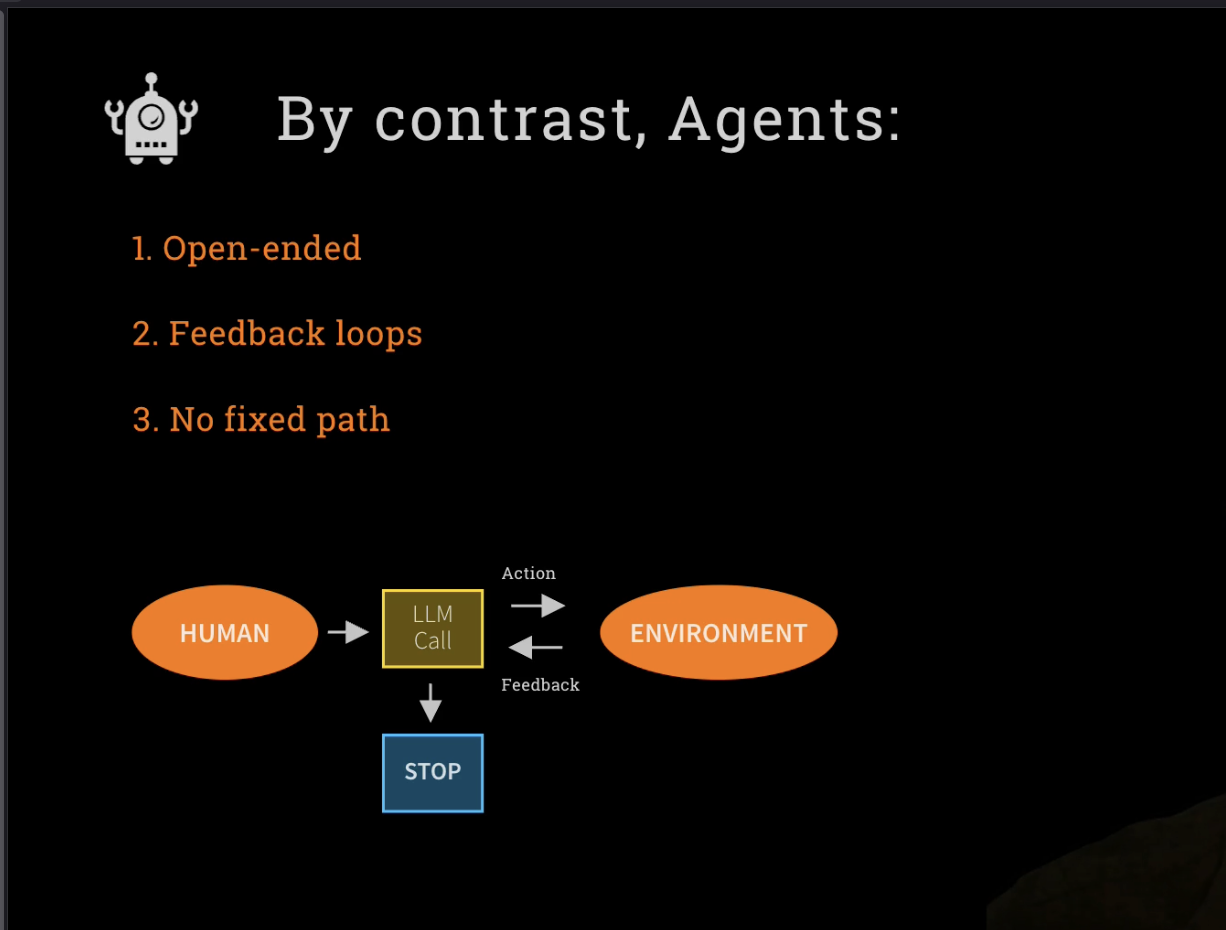 By contrast, Agents:
1. Open-ended
2. Feedback loops
3. No fixed path
Action
HUMAN
LLM
Call
ENVIRONMENT
Feedback
STOP